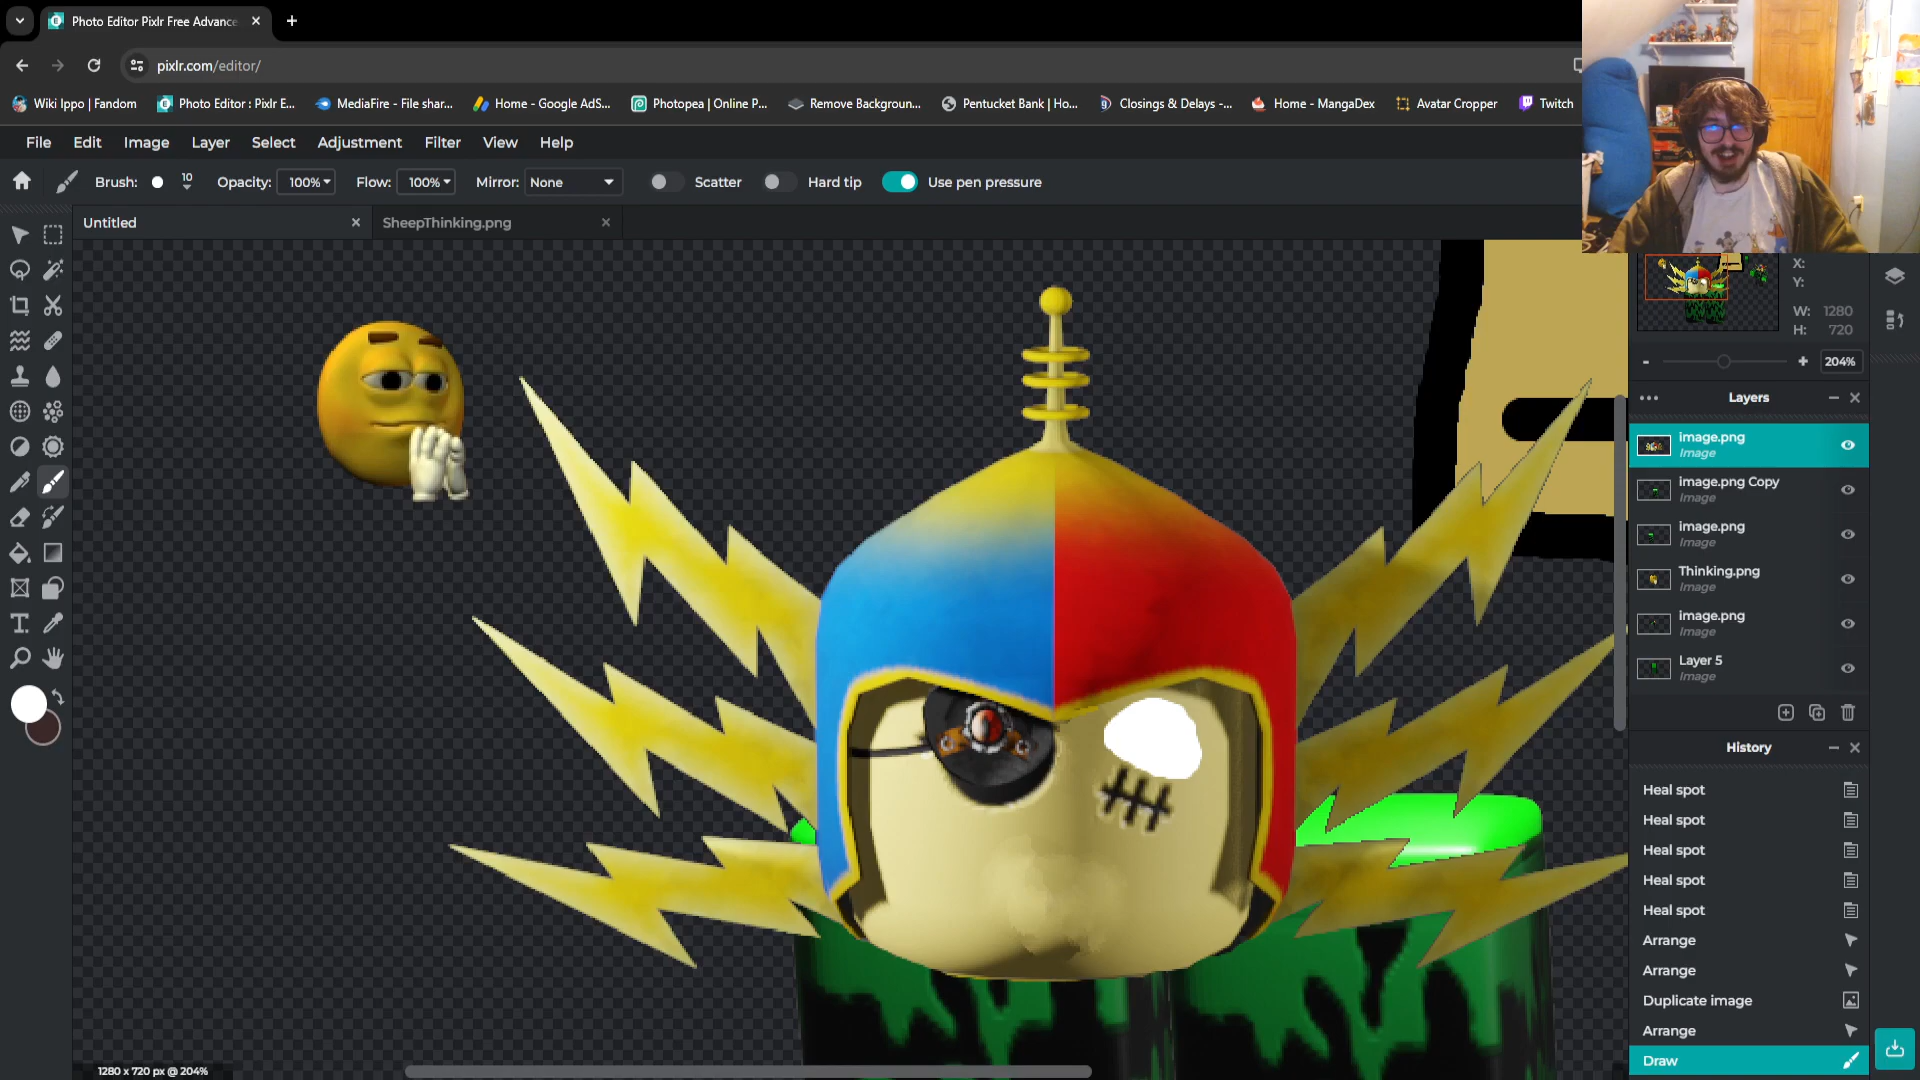 Photo Editor Pixlr Free Advance
pixlr.com/editor/
Wiki Ippo | Fandom
Photo Editor : Pixlr E...
MediaFire - File shar...
Home - Google AdS...
Photopea | Online P...
Remove Backgroun...
Pentucket Bank | Ho...
Closings & Delays -...
Home - MangaDex
Avatar Cropper
Twitch
File Edit Image Layer Select Adjustment Filter View Help
Brush: 10 Opacity: 100% Flow: 100% Mirror: None Scatter Hard tip Use pen pressure
Untitled SheepThinking.png
X:
Y:
W: 1280
H: 720
204%
Layers
image.png
Image
image.png Copy
Image
image.png
Image
Thinking.png
Image
image.png
Image
Layer 5
Image
History
Heal spot
Heal spot
Heal spot
Heal spot
Heal spot
Arrange
Arrange
Duplicate image
Arrange
Draw
1280 x 720 px @ 204%